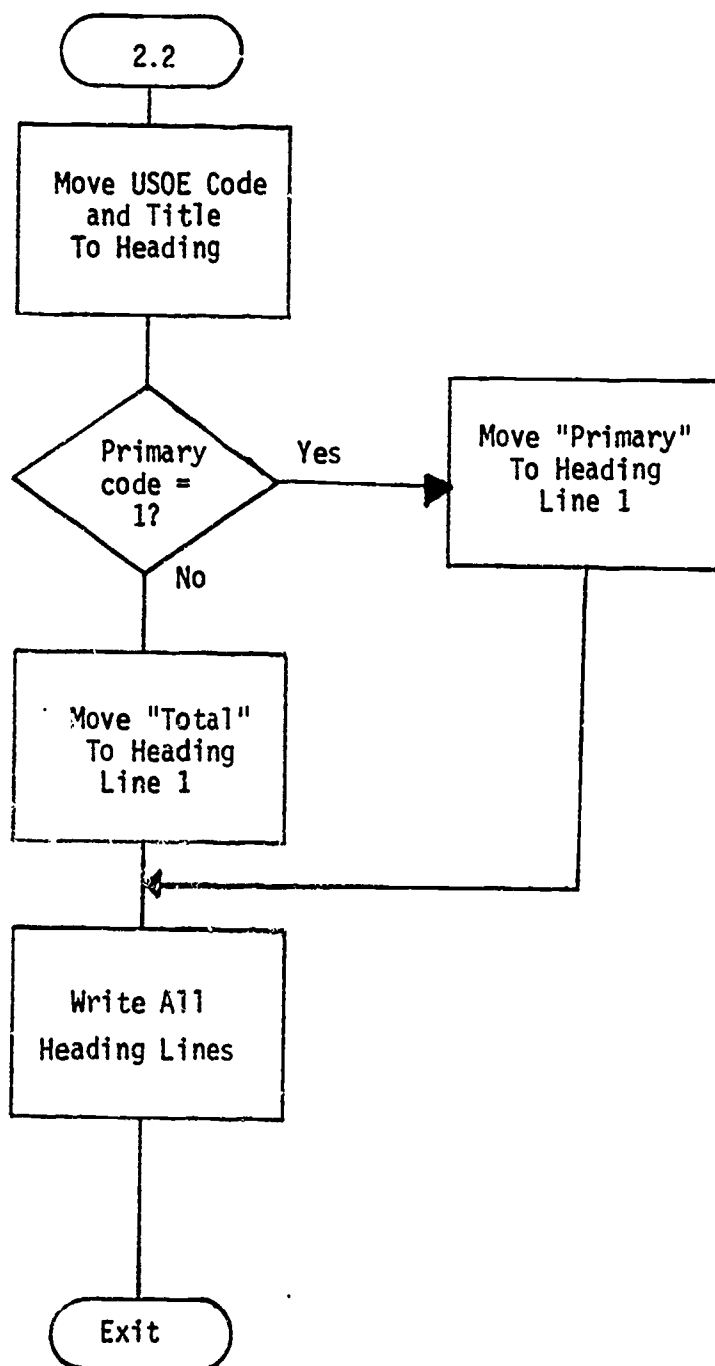 2.2
Move USOE Code
and Title
To Heading
Primary
code =
1?
Yes
Move "Primary"
To Heading
Line 1
No
Move "Total"
To Heading
Line 1
Write All
Heading Lines
Exit